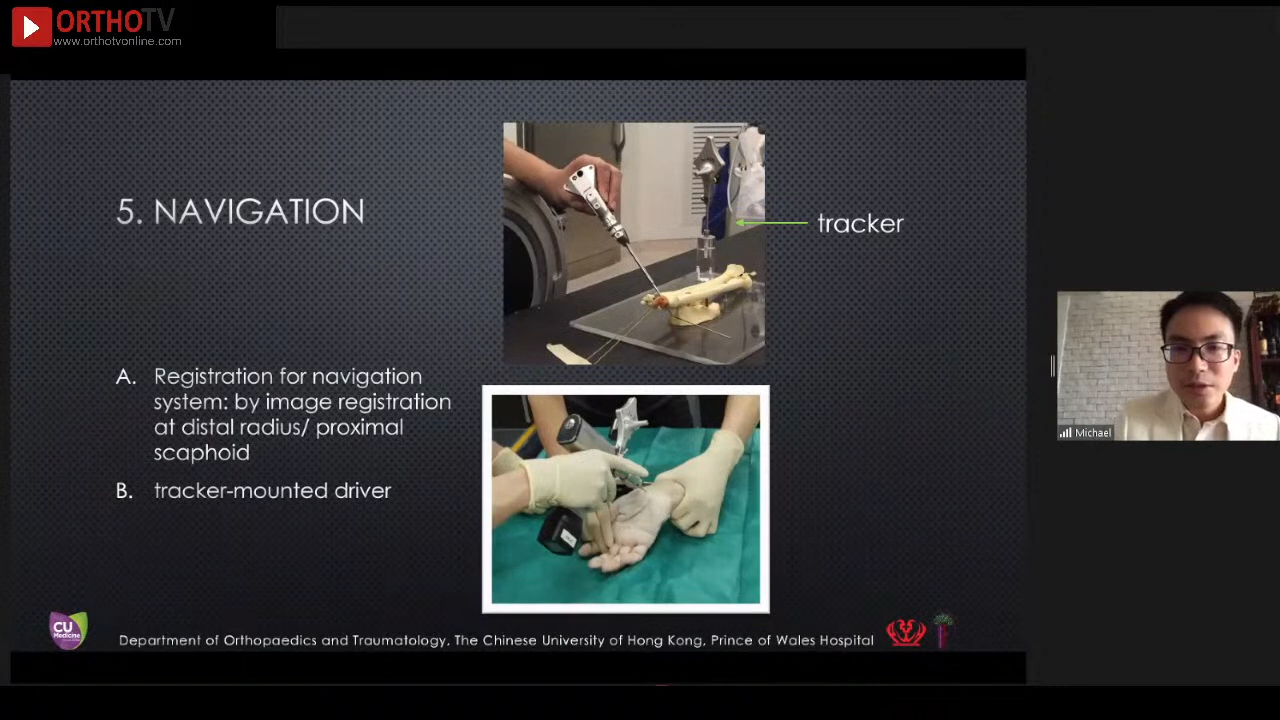 ORTHOTV
www.orthotvonline.com
5. NAVIGATION
tracker
A. Registration for navigation
system: by image registration
at distal radius/ proximal
scaphoid
B. tracker-mounted driver
Michael
CU
Medicine
Department of Orthopaedics and Traumatology, The Chinese University of Hong Kong, Prince of Wales Hospital